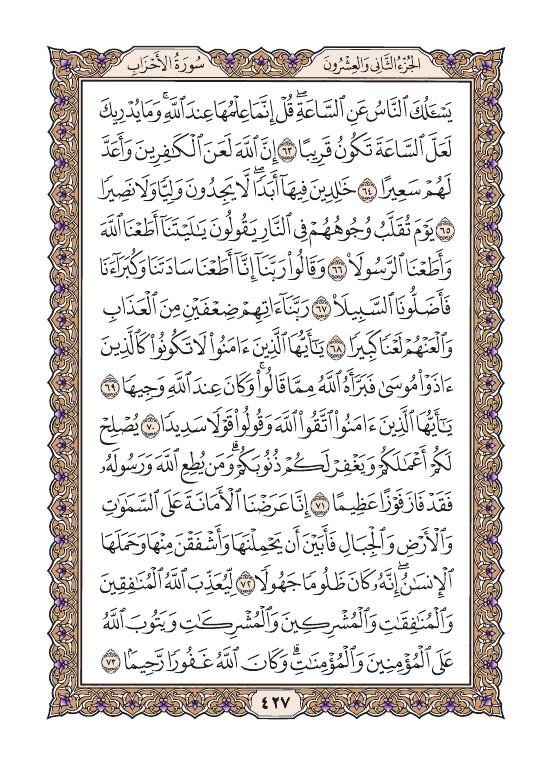 الجزء الثاني والعشرون
سورة الأحزاب
يَسْـَٔلُكَ ٱلنَّاسُ عَنِ ٱلسَّاعَةِۖ قُلْ إِنَّمَا عِلْمُهَا عِندَ ٱللَّهِۚ وَمَا يُدْرِيكَ
لَعَلَّ ٱلسَّاعَةَ تَكُونُ قَرِيبًا ٦٣ إِنَّ ٱللَّهَ لَعَنَ ٱلْكَٰفِرِينَ وَأَعَدَّ
لَهُمْ سَعِيرًا ٦٤ خَٰلِدِينَ فِيهَآ أَبَدًاۖ لَّا يَجِدُونَ وَلِيًّا وَلَا نَصِيرًا
٦٥ يَوْمَ تُقَلَّبُ وُجُوهُهُمْ فِى ٱلنَّارِ يَقُولُونَ يَٰلَيْتَنَآ أَطَعْنَا ٱللَّهَ
وَأَطَعْنَا ٱلرَّسُولَا۠ ٦٦ وَقَالُوا۟ رَبَّنَآ إِنَّآ أَطَعْنَا سَادَتَنَا وَكُبَرَآءَنَا
فَأَضَلُّونَا ٱلسَّبِيلَا۠ ٦٧ رَبَّنَآ ءَاتِهِمْ ضِعْفَيْنِ مِنَ ٱلْعَذَابِ
وَٱلْعَنْهُمْ لَعْنًا كَبِيرًا ٦٨ يَٰٓأَيُّهَا ٱلَّذِينَ ءَامَنُوا۟ لَا تَكُونُوا۟ كَٱلَّذِينَ
ءَاذَوْا۟ مُوسَىٰ فَبَرَّأَهُ ٱللَّهُ مِمَّا قَالُوا۟ۚ وَكَانَ عِندَ ٱللَّهِ وَجِيهًا ٦٩
يَٰٓأَيُّهَا ٱلَّذِينَ ءَامَنُوا۟ ٱتَّقُوا۟ ٱللَّهَ وَقُولُوا۟ قَوْلًا سَدِيدًا ٧٠ يُصْلِحْ
لَكُمْ أَعْمَٰلَكُمْ وَيَغْفِرْ لَكُمْ ذُنُوبَكُمْۗ وَمَن يُطِعِ ٱللَّهَ وَرَسُولَهُۥ
فَقَدْ فَازَ فَوْزًا عَظِيمًا ٧١ إِنَّا عَرَضْنَا ٱلْأَمَانَةَ عَلَى ٱلسَّمَٰوَٰتِ
وَٱلْأَرْضِ وَٱلْجِبَالِ فَأَبَيْنَ أَن يَحْمِلْنَهَا وَأَشْفَقْنَ مِنْهَا وَحَمَلَهَا
ٱلْإِنسَٰنُۖ إِنَّهُۥ كَانَ ظَلُومًا جَهُولًا ٧٢ لِّيُعَذِّبَ ٱللَّهُ ٱلْمُنَٰفِقِينَ
وَٱلْمُنَٰفِقَٰتِ وَٱلْمُشْرِكِينَ وَٱلْمُشْرِكَٰتِ وَيَتُوبَ ٱللَّهُ
عَلَى ٱلْمُؤْمِنِينَ وَٱلْمُؤْمِنَٰتِۗ وَكَانَ ٱللَّهُ غَفُورًا رَّحِيمًۢا ٧٣
٤٢٧